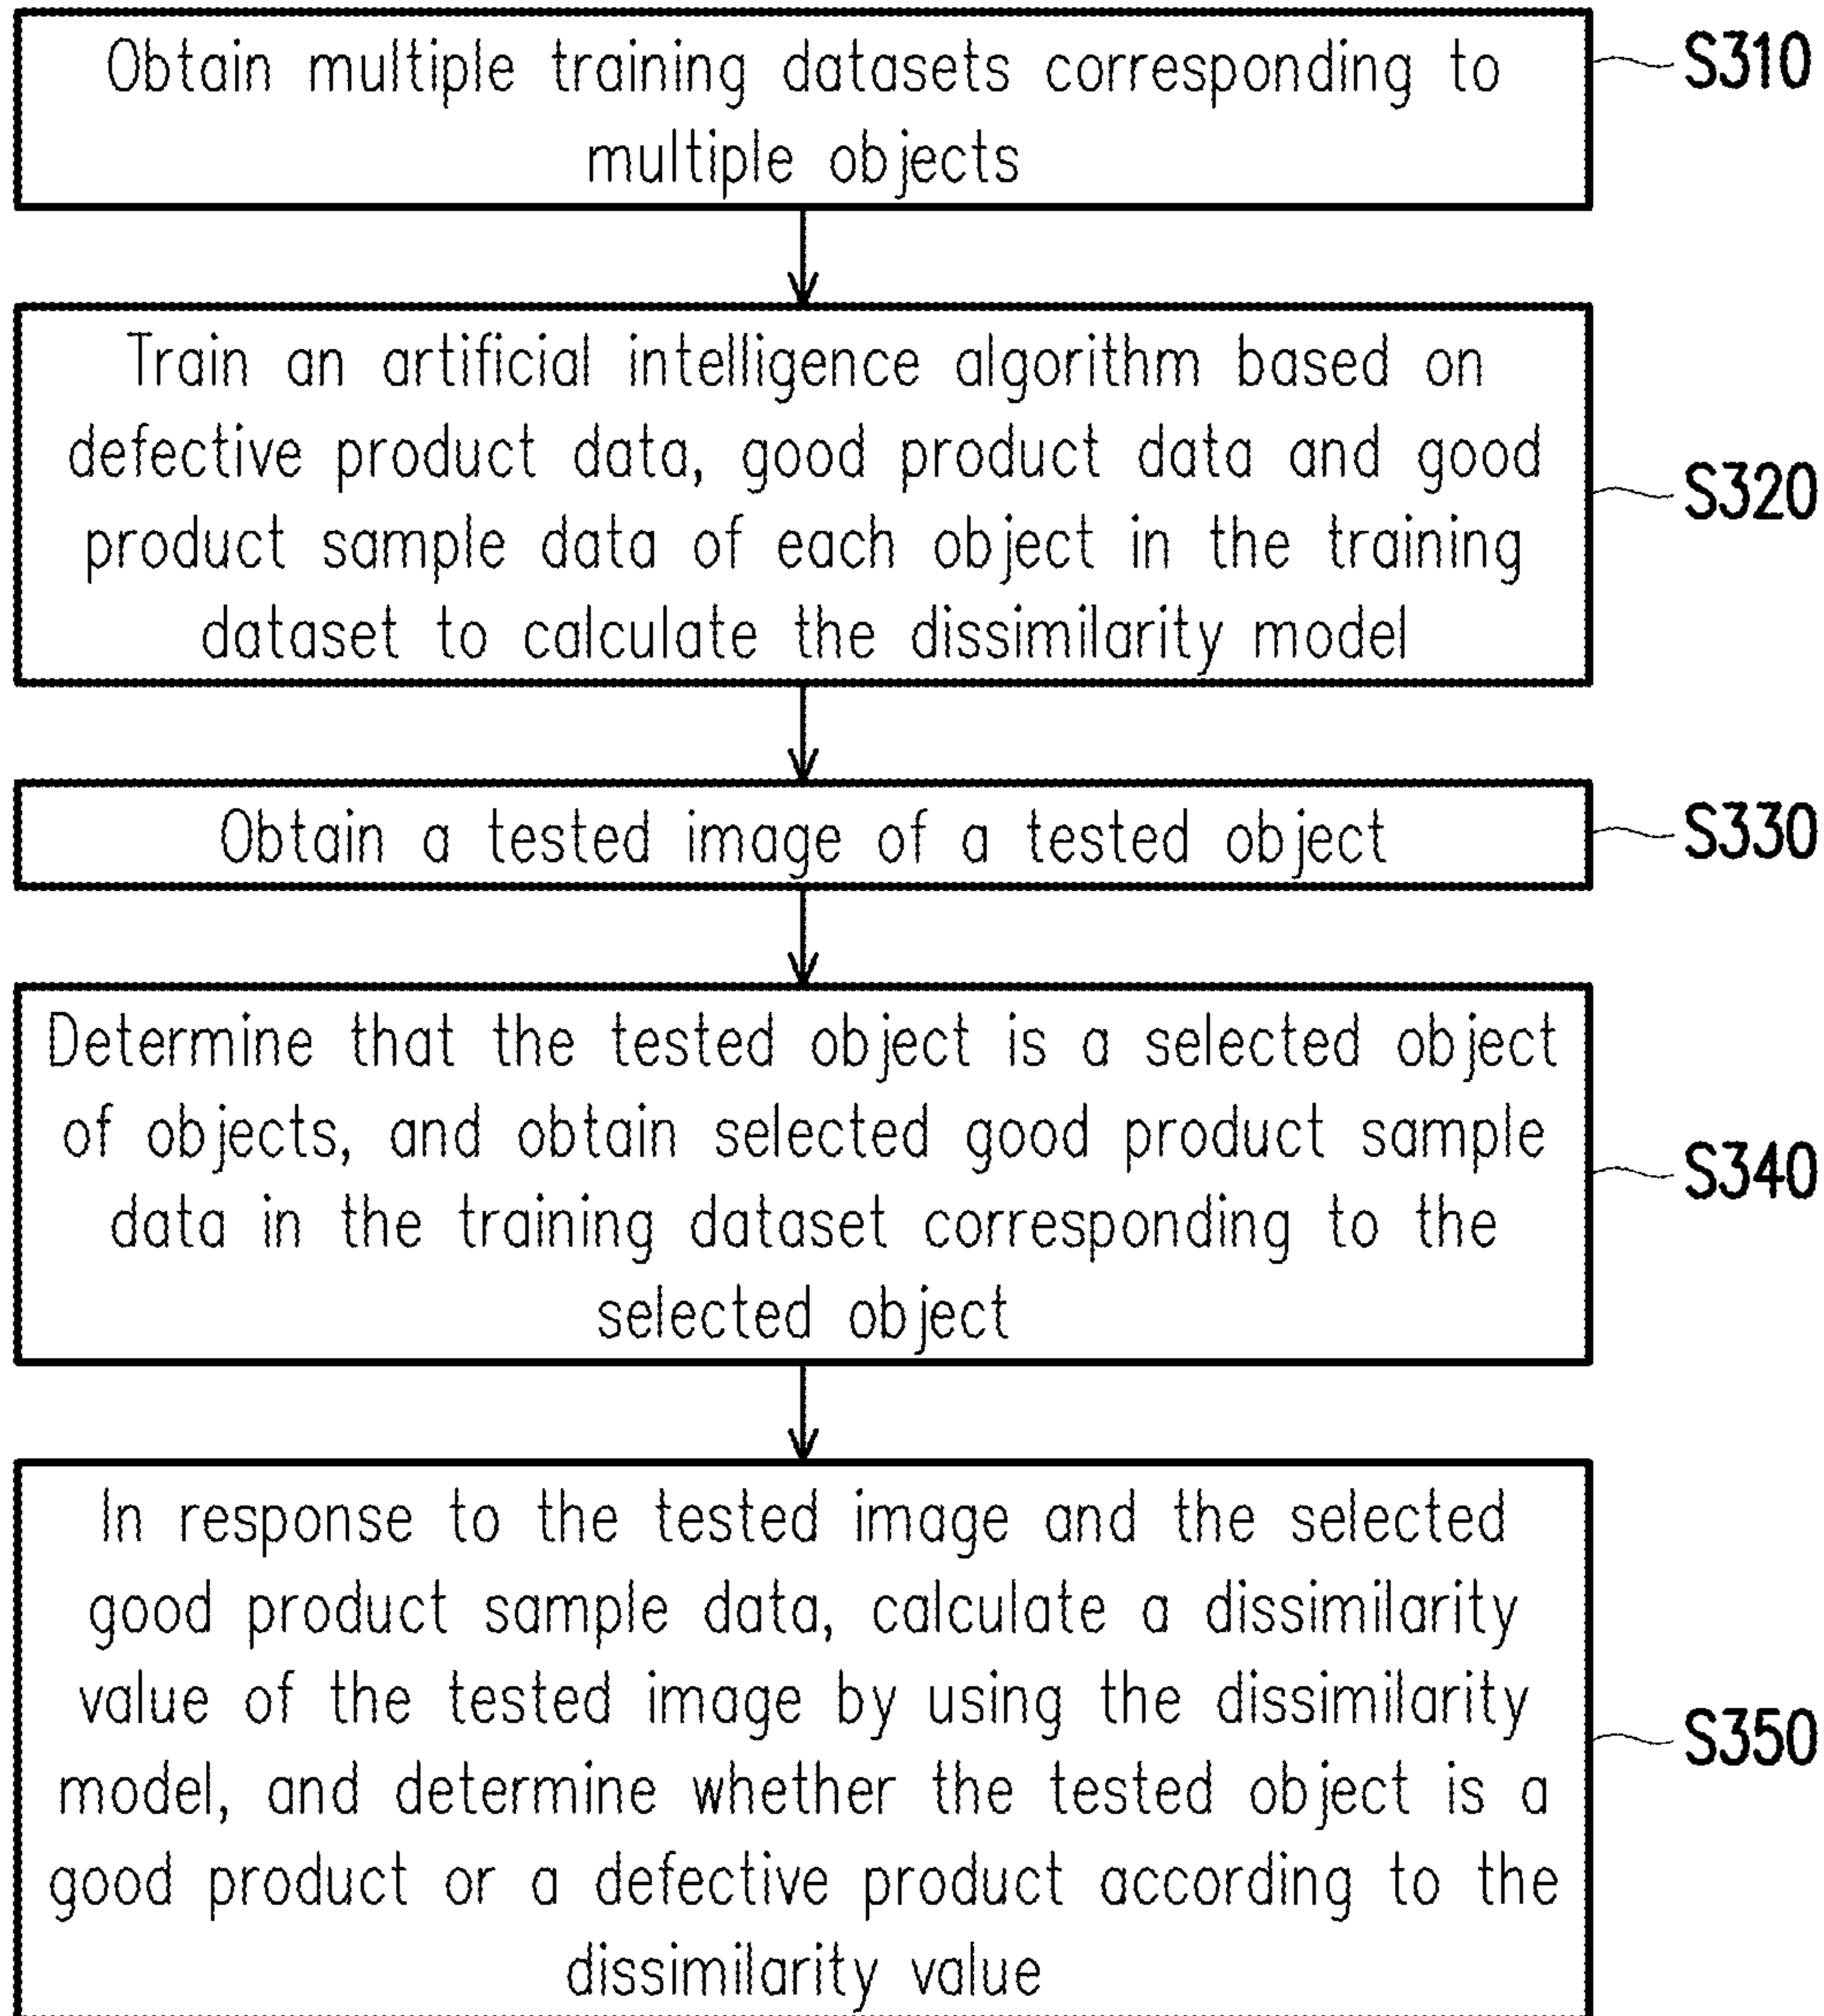 Obtain multiple training datasets corresponding to
multiple objects
S310
Train an artificial intelligence algorithm based on
defective product data, good product data and good
product sample data of each object in the training
dataset to calculate the dissimilarity model
S320
Obtain a tested image of a tested object
S330
Determine that the tested object is a selected object
of objects, and obtain selected good product sample
data in the training dataset corresponding to the
selected object
S340
In response to the tested image and the selected
good product sample data, calculate a dissimilarity
value of the tested image by using the dissimilarity
model, and determine whether the tested object is a
good product or a defective product according to the
dissimilarity value
S350